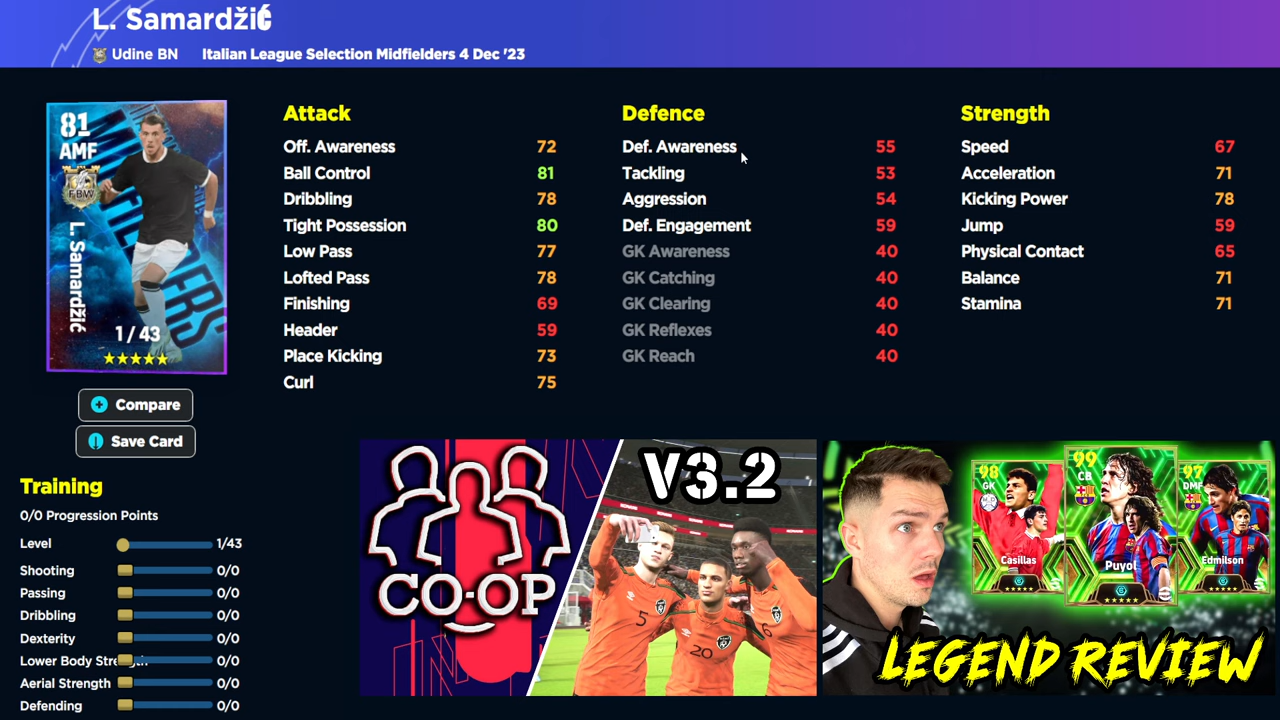 L. Samardžić
Udine BN Italian League Selection Midfielders 4 Dec '23
81
AMF
FBW
L. Samardžić
MIDFIELDERS
1 / 43
Compare
Save Card
Attack
Off. Awareness 72
Ball Control 81
Dribbling 78
Tight Possession 80
Low Pass 77
Lofted Pass 78
Finishing 69
Header 59
Place Kicking 73
Curl 75
Defence
Def. Awareness 55
Tackling 53
Aggression 54
Def. Engagement 59
GK Awareness 40
GK Catching 40
GK Clearing 40
GK Reflexes 40
GK Reach 40
Strength
Speed 67
Acceleration 71
Kicking Power 78
Jump 59
Physical Contact 65
Balance 71
Stamina 71
Training
0/0 Progression Points
Level 1/43
Shooting 0/0
Passing 0/0
Dribbling 0/0
Dexterity 0/0
Lower Body Strength 0/0
Aerial Strength 0/0
Defending 0/0
CO-OP
V3.2
5
20
6
98
GK
Casillas
99
CB
Puyol
97
DMF
Edmilson
LEGEND REVIEW